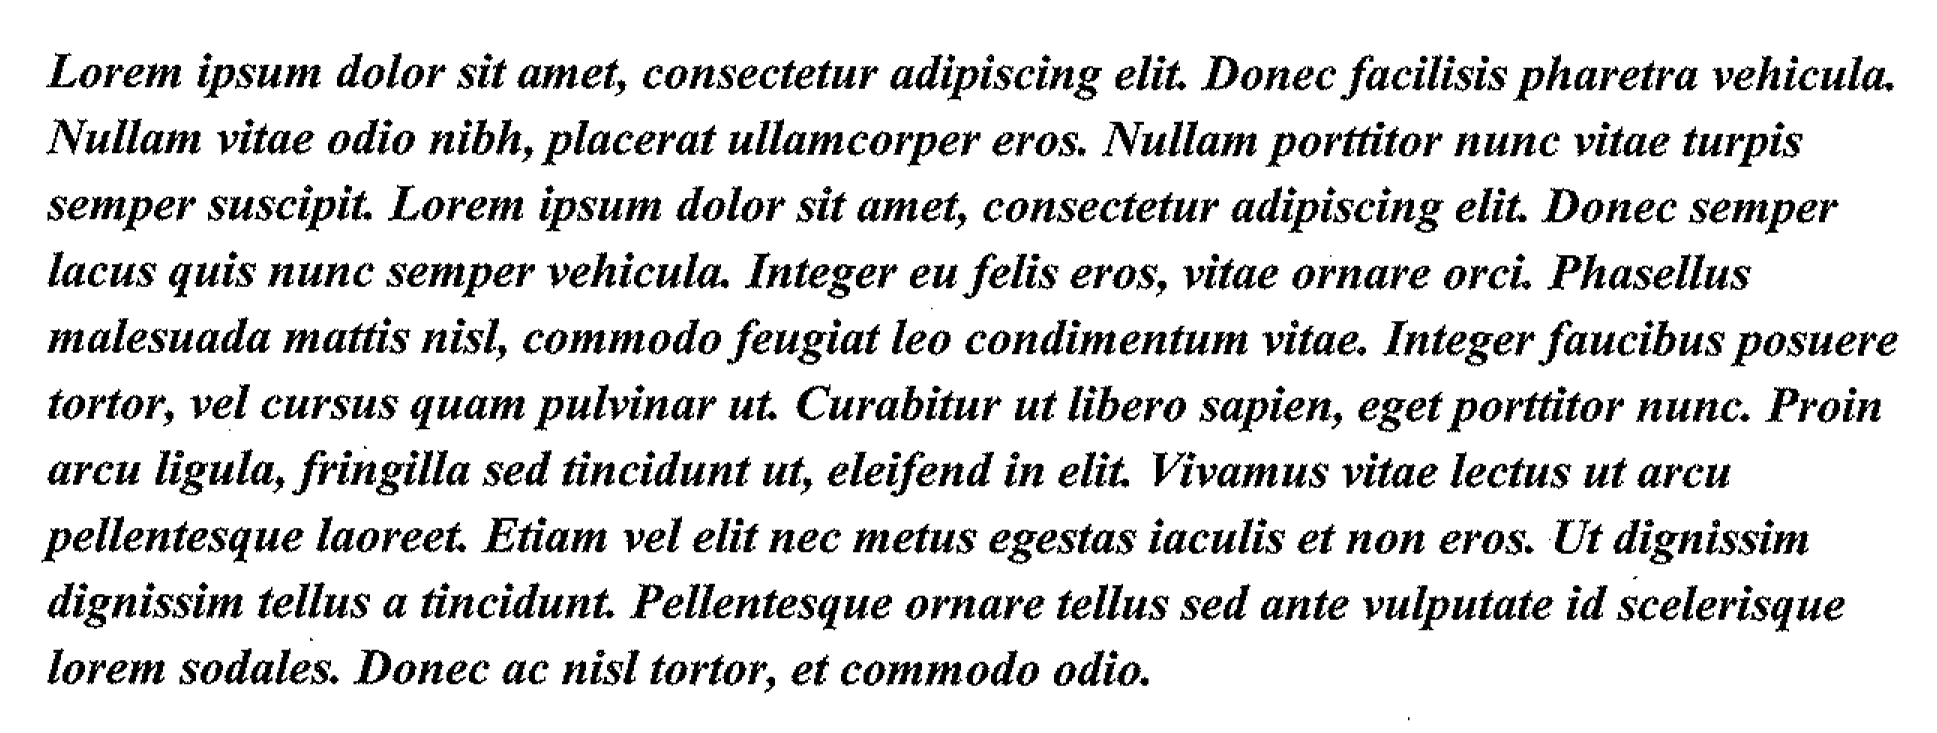 Lorem ipsum dolor sit amet, consectetur adipiscing elit. Donec facilisis pharetra vehicula.
Nullam vitae odio nibh, placerat ullamcorper eros. Nullam porttitor nunc vitae turpis
semper suscipit. Lorem ipsum dolor sit amet, consectetur adipiscing elit. Donec semper
lacus quis nunc semper vehicula. Integer eu felis eros, vitae ornare orci. Phasellus
malesuada mattis nisl, commodo feugiat leo condimentum vitae. Integer faucibus posuere
tortor, vel cursus quam pulvinar ut. Curabitur ut libero sapien, eget porttitor nunc. Proin
arcu ligula, fringilla sed tincidunt ut, eleifend in elit. Vivamus vitae lectus ut arcu
pellentesque laoreet. Etiam vel elit nec metus egestas iaculis et non eros. Ut dignissim
dignissim tellus a tincidunt. Pellentesque ornare tellus sed ante vulputate id scelerisque
lorem sodales. Donec ac nisl tortor, et commodo odio.